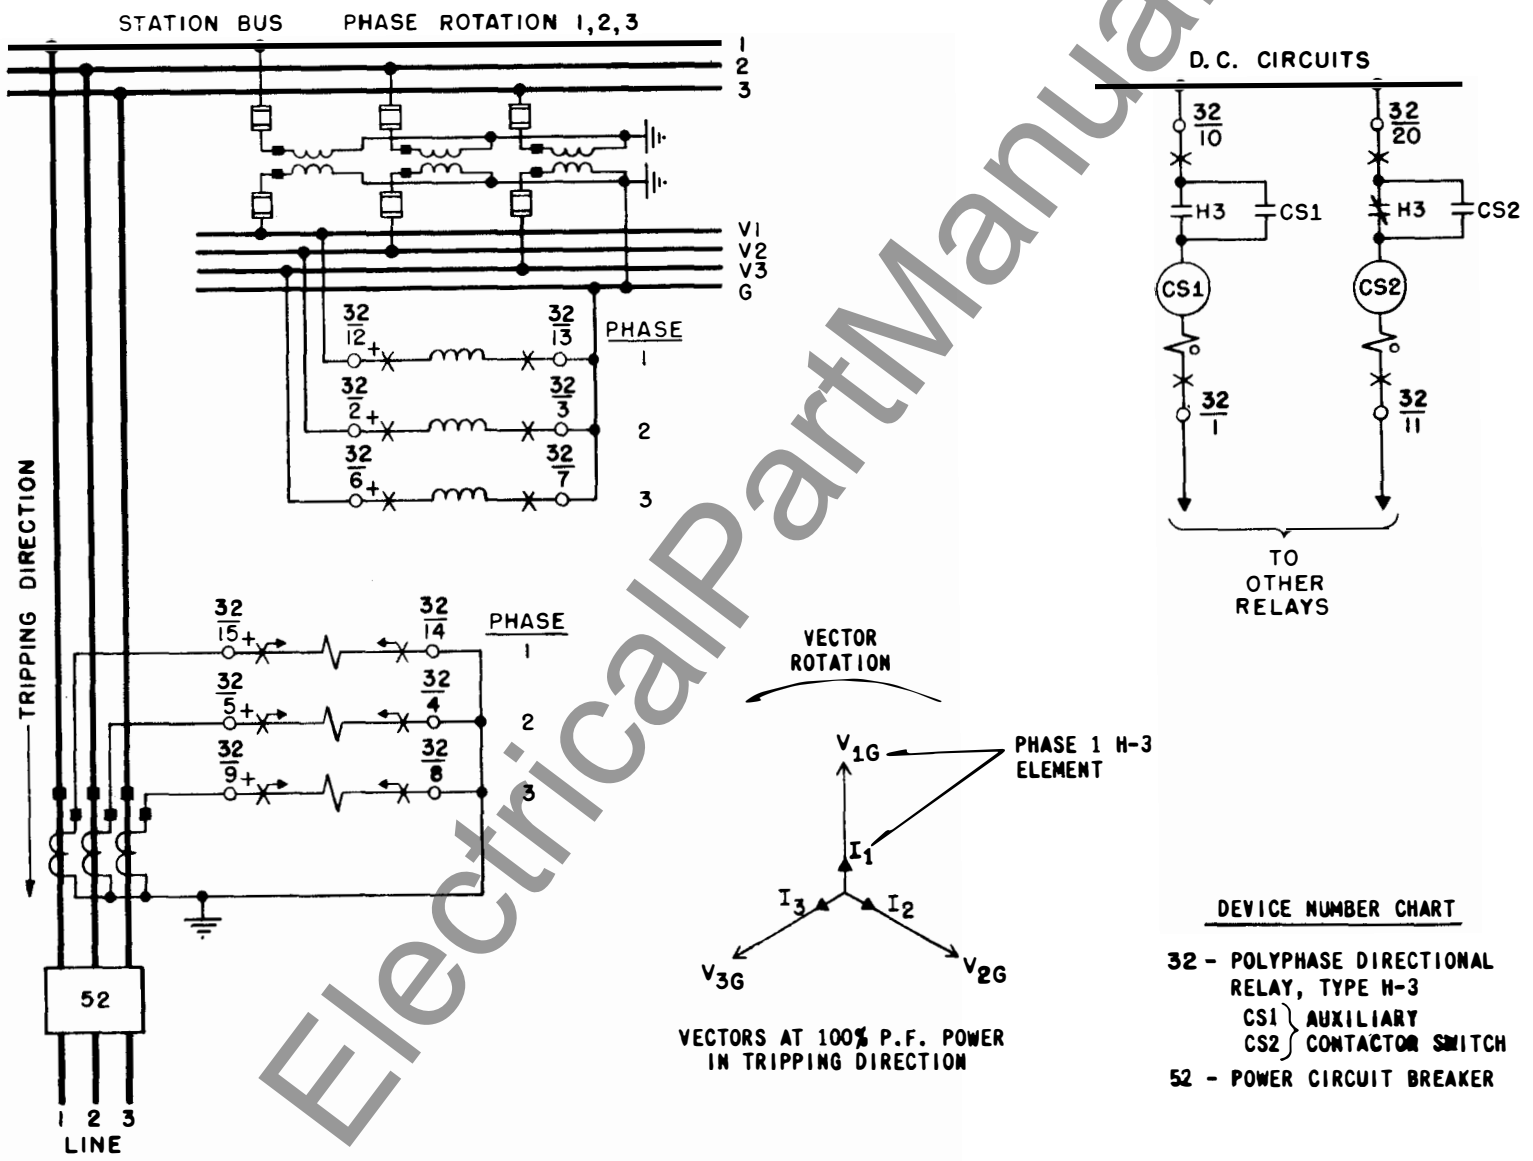 STATION BUS PHASE ROTATION 1,2,3
1
2
3
V1
V2
V3
G
32
12
+
32
13
PHASE
1
32
2
+
32
3
2
32
6
+
32
7
3
TRIPPING DIRECTION
32
15
+
32
14
PHASE
1
32
5
+
32
4
2
32
9
+
32
8
3
52
1 2 3
LINE
D.C. CIRCUITS
32
10
32
20
H3
CS1
H3
CS2
CS1
CS2
32
1
32
11
TO
OTHER
RELAYS
VECTOR
ROTATION
V1G
PHASE 1 H-3
ELEMENT
I1
I3
I2
V3G
V2G
VECTORS AT 100% P.F. POWER
IN TRIPPING DIRECTION
DEVICE NUMBER CHART
32 - POLYPHASE DIRECTIONAL
RELAY, TYPE H-3
CS1 } AUXILIARY
CS2 } CONTACTOR SWITCH
52 - POWER CIRCUIT BREAKER
ElectricalPartManua